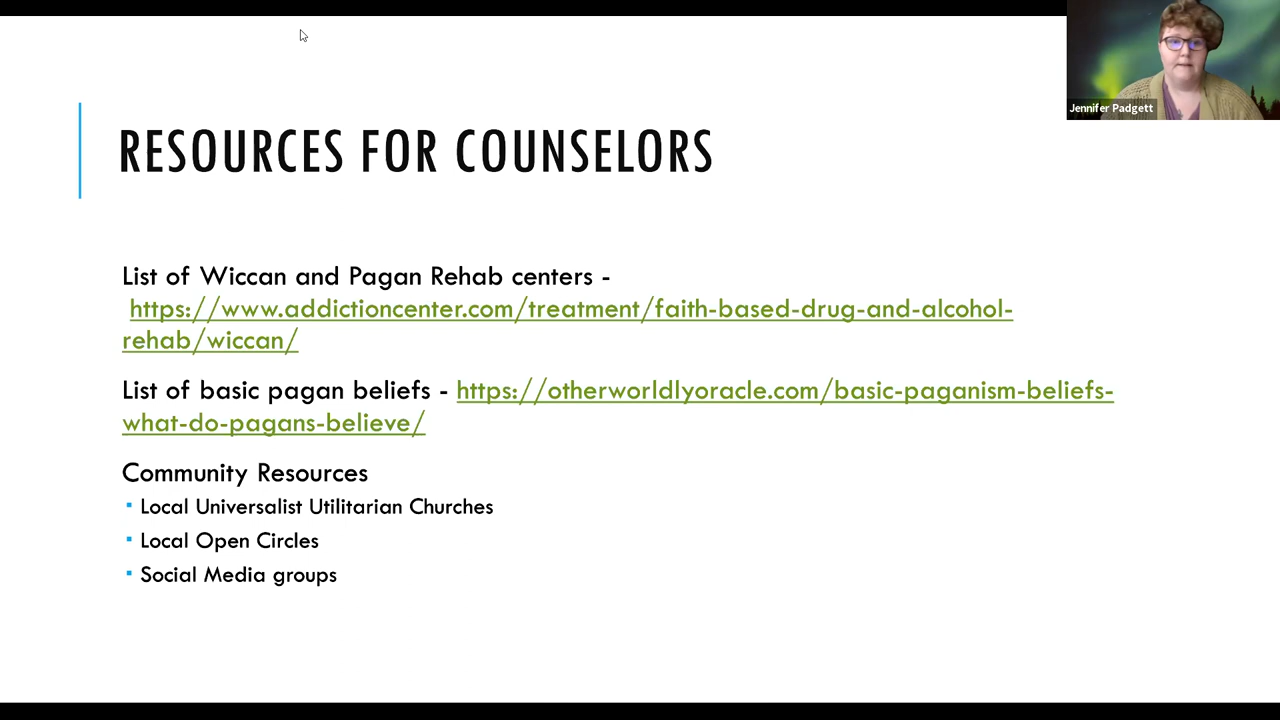 Jennifer Padgett
RESOURCES FOR COUNSELORS
List of Wiccan and Pagan Rehab centers -
https://www.addictioncenter.com/treatment/faith-based-drug-and-alcohol-
rehab/wiccan/
List of basic pagan beliefs - https://otherworldlyoracle.com/basic-paganism-beliefs-
what-do-pagans-believe/
Community Resources
▪ Local Universalist Utilitarian Churches
▪ Local Open Circles
▪ Social Media groups